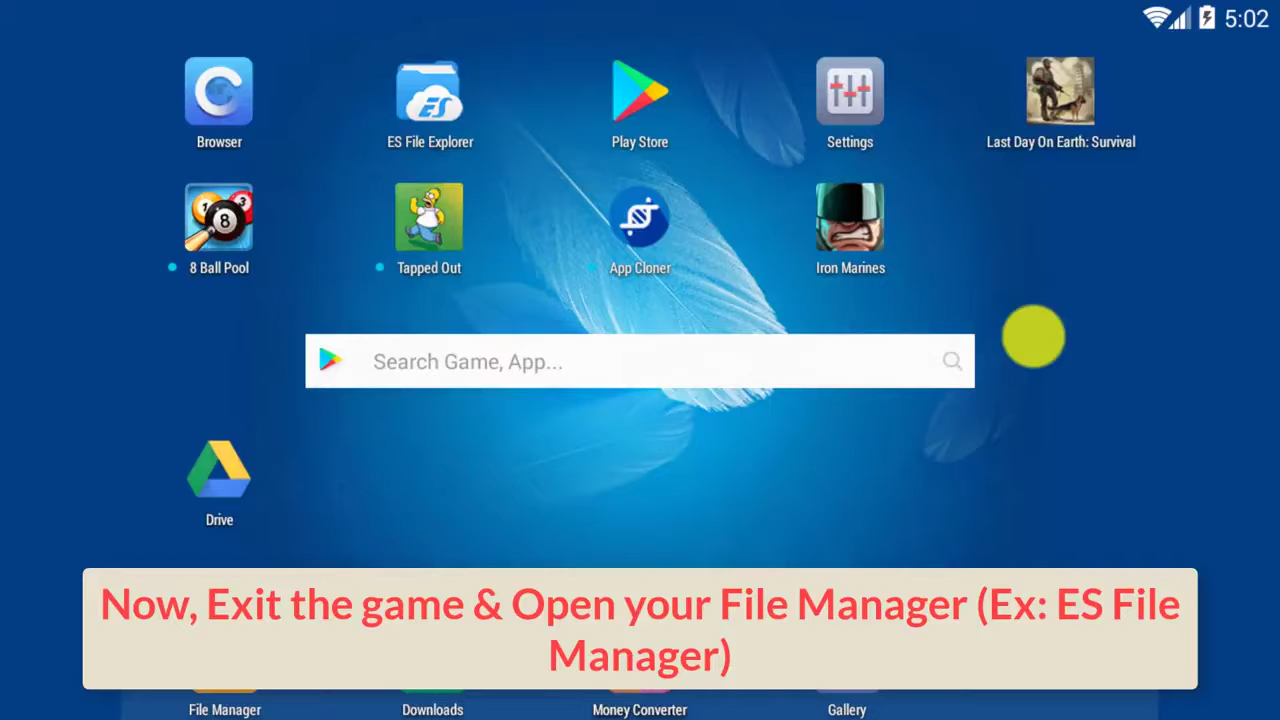 5:02
Browser
ES File Explorer
Play Store
Settings
Last Day On Earth: Survival
8 Ball Pool
Tapped Out
App Cloner
Iron Marines
Search Game, App...
Drive
Now, Exit the game & Open your File Manager (Ex: ES File
Manager)
File Manager
Downloads
Money Converter
Gallery